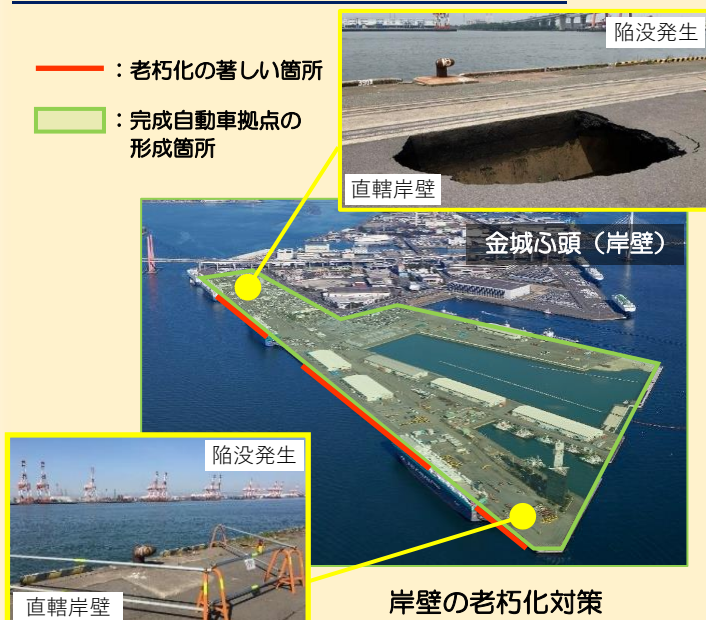 ：老朽化の著しい箇所
：完成自動車拠点の
形成箇所
陥没発生
直轄岸壁
金城ふ頭（岸壁）
陥没発生
直轄岸壁
岸壁の老朽化対策